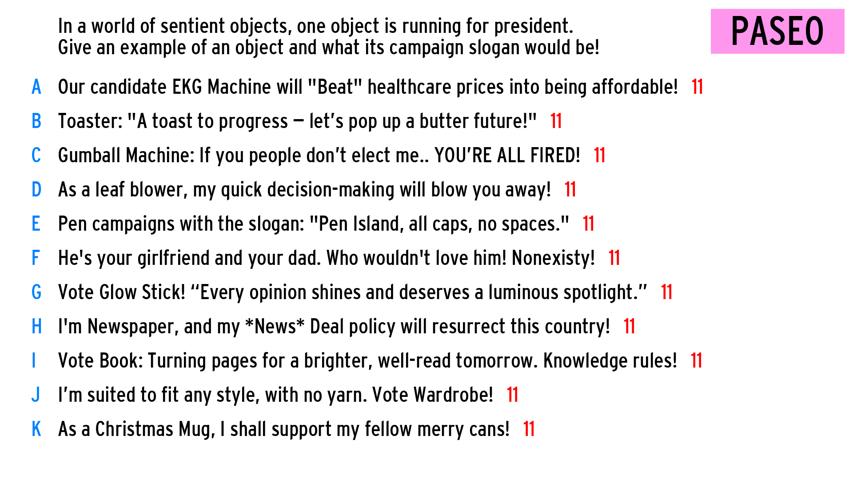 In a world of sentient objects, one object is running for president.
Give an example of an object and what its campaign slogan would be!
PASEO
A Our candidate EKG Machine will "Beat" healthcare prices into being affordable! 11
B Toaster: "A toast to progress – let's pop up a butter future!" 11
C Gumball Machine: If you people don't elect me.. YOU'RE ALL FIRED! 11
D As a leaf blower, my quick decision-making will blow you away! 11
E Pen campaigns with the slogan: "Pen Island, all caps, no spaces." 11
F He's your girlfriend and your dad. Who wouldn't love him! Nonexisty! 11
G Vote Glow Stick! “Every opinion shines and deserves a luminous spotlight.” 11
H I'm Newspaper, and my *News* Deal policy will resurrect this country! 11
I Vote Book: Turning pages for a brighter, well-read tomorrow. Knowledge rules! 11
J I’m suited to fit any style, with no yarn. Vote Wardrobe! 11
K As a Christmas Mug, I shall support my fellow merry cans! 11